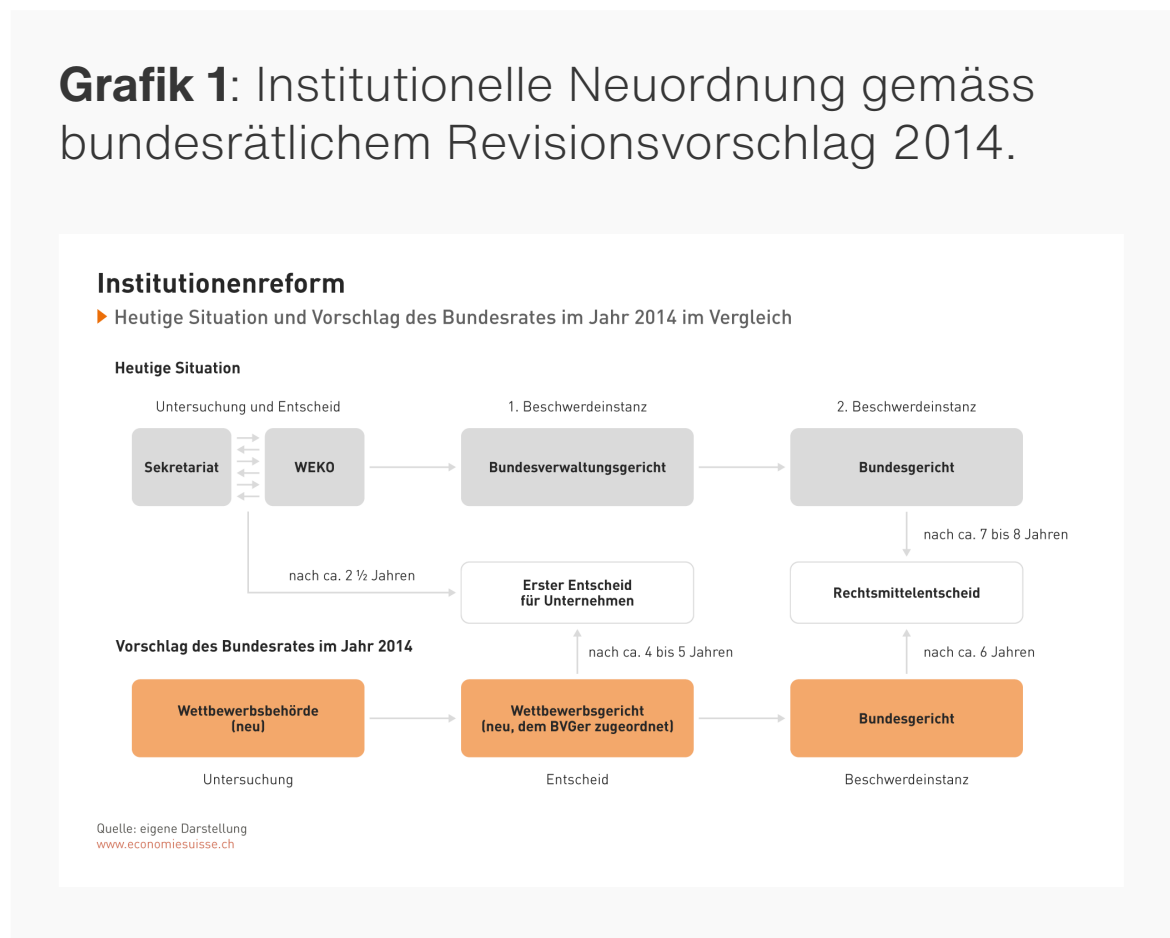 Grafik 1: Institutionelle Neuordnung gemäss
bundesrätlichem Revisionsvorschlag 2014.
Institutionenreform
Heutige Situation und Vorschlag des Bundesrates im Jahr 2014 im Vergleich
Heutige Situation
Untersuchung und Entscheid
1. Beschwerdeinstanz
2. Beschwerdeinstanz
Sekretariat
WEKO
Bundesverwaltungsgericht
Bundesgericht
nach ca. 7 bis 8 Jahren
nach ca. 2 ½ Jahren
Erster Entscheid
für Unternehmen
Rechtsmittelentscheid
Vorschlag des Bundesrates im Jahr 2014
nach ca. 4 bis 5 Jahren
nach ca. 6 Jahren
Wettbewerbsbehörde
(neu)
Wettbewerbsgericht
(neu, dem BVGer zugeordnet)
Bundesgericht
Untersuchung
Entscheid
Beschwerdeinstanz
Quelle: eigene Darstellung
www.economiesuisse.ch